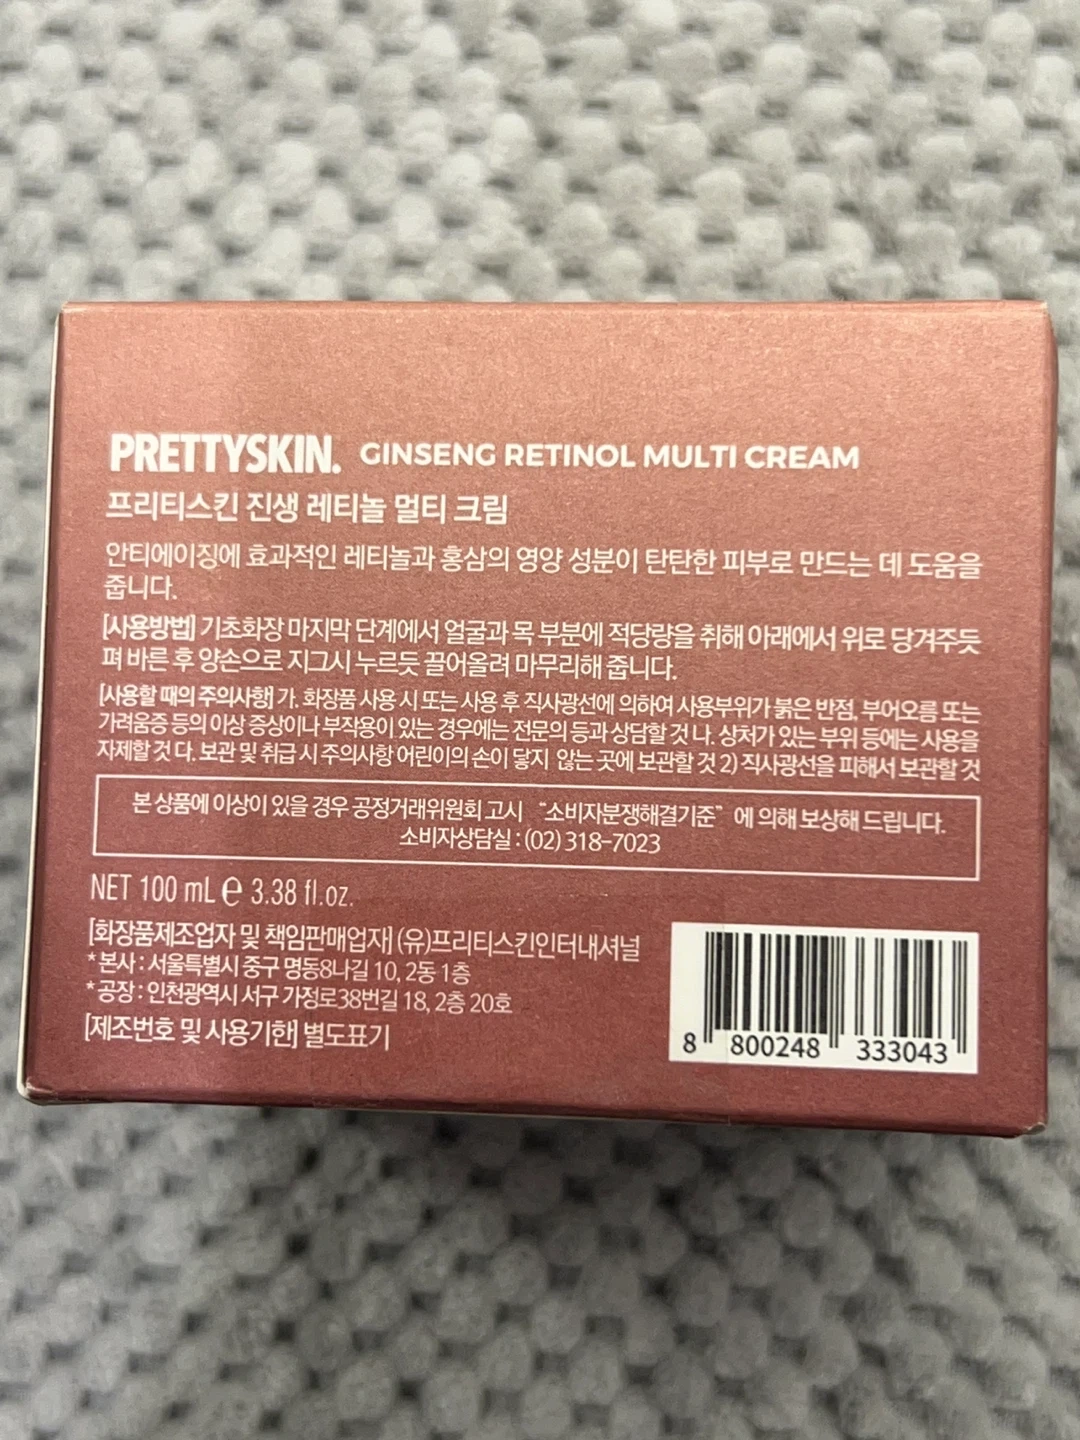 PRETTYSKIN. GINSENG RETINOL MULTI CREAM
프리티스킨 진생 레티놀 멀티 크림
안티에이징에 효과적인 레티놀과 홍삼의 영양 성분이 탄탄한 피부로 만드는 데 도움을
줍니다.
[사용방법] 기초화장 마지막 단계에서 얼굴과 목 부분에 적당량을 취해 아래에서 위로 당겨주듯
펴 바른 후 양손으로 지그시 누르듯 끌어올려 마무리해 줍니다.
[사용할 때의 주의사항] 가. 화장품 사용 시 또는 사용 후 직사광선에 의하여 사용부위가 붉은 반점, 부어오름 또는
가려움증 등의 이상 증상이나 부작용이 있는 경우에는 전문의 등과 상담할 것 나. 상처가 있는 부위 등에는 사용을
자제할 것 다. 보관 및 취급 시 주의사항 어린이의 손이 닿지 않는 곳에 보관할 것 2) 직사광선을 피해서 보관할 것
본 상품에 이상이 있을 경우 공정거래위원회 고시 “소비자분쟁해결기준” 에 의해 보상해 드립니다.
소비자상담실 : (02) 318-7023
NET 100 mL ℮ 3.38 fl.oz.
[화장품제조업자 및 책임판매업자] (유)프리티스킨인터내셔널
* 본사 : 서울특별시 중구 명동8나길 10, 2동 1층
* 공장 : 인천광역시 서구 가정로38번길 18, 2층 20호
[제조번호 및 사용기한] 별도표기
8 800248 333043